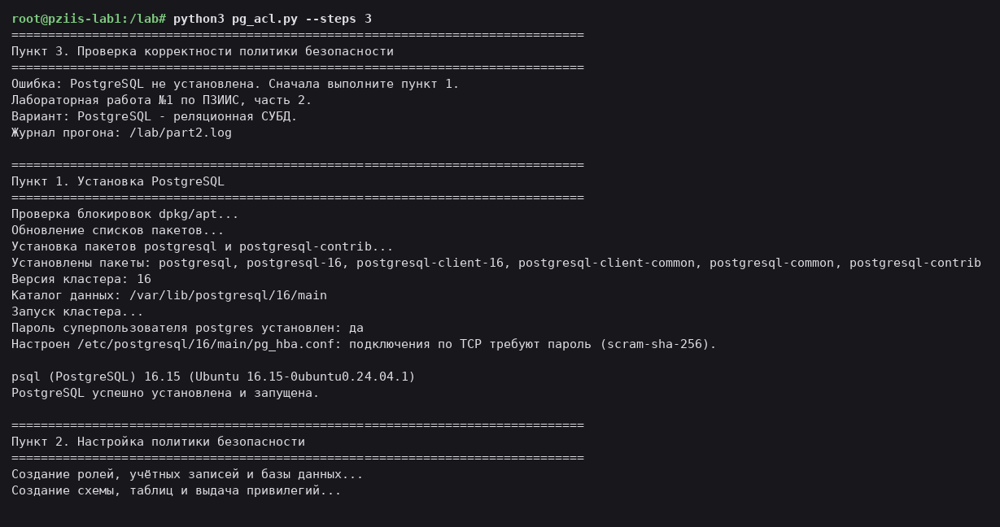 root@pziis-lab1:/lab# python3 pg_acl.py --steps 3
==============================================================================
Пункт 3. Проверка корректности политики безопасности
==============================================================================
Ошибка: PostgreSQL не установлена. Сначала выполните пункт 1.
Лабораторная работа №1 по ПЗИИС, часть 2.
Вариант: PostgreSQL - реляционная СУБД.
Журнал прогона: /lab/part2.log
==============================================================================
Пункт 1. Установка PostgreSQL
==============================================================================
Проверка блокировок dpkg/apt...
Обновление списков пакетов...
Установка пакетов postgresql и postgresql-contrib...
Установлены пакеты: postgresql, postgresql-16, postgresql-client-16, postgresql-client-common, postgresql-common, postgresql-contrib
Версия кластера: 16
Каталог данных: /var/lib/postgresql/16/main
Запуск кластера...
Пароль суперпользователя postgres установлен: да
Настроен /etc/postgresql/16/main/pg_hba.conf: подключения по TCP требуют пароль (scram-sha-256).
psql (PostgreSQL) 16.15 (Ubuntu 16.15-0ubuntu0.24.04.1)
PostgreSQL успешно установлена и запущена.
==============================================================================
Пункт 2. Настройка политики безопасности
==============================================================================
Создание ролей, учётных записей и базы данных...
Создание схемы, таблиц и выдача привилегий...